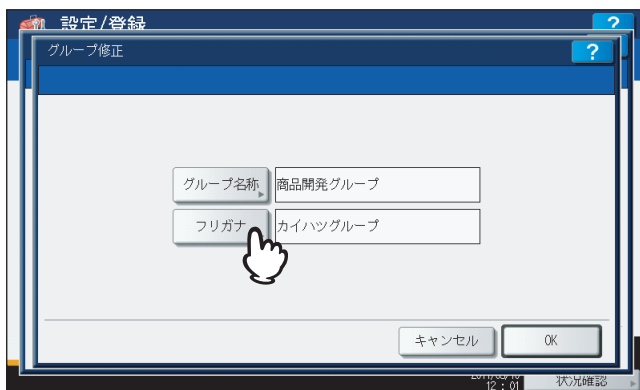 設定/登録
?
グループ修正
?
グループ名称
商品開発グループ
フリガナ
カイハツグループ
キャンセル
OK
12:01
状況確認